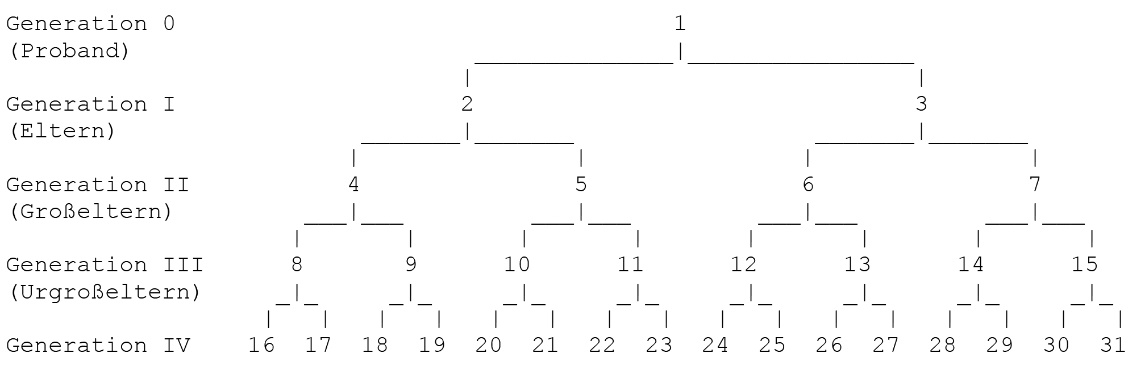 Generation 0 1
(Proband)
Generation I 2 3
(Eltern)
Generation II 4 5 6 7
(Großeltern)
Generation III 8 9 10 11 12 13 14 15
(Urgroßeltern)
Generation IV 16 17 18 19 20 21 22 23 24 25 26 27 28 29 30 31